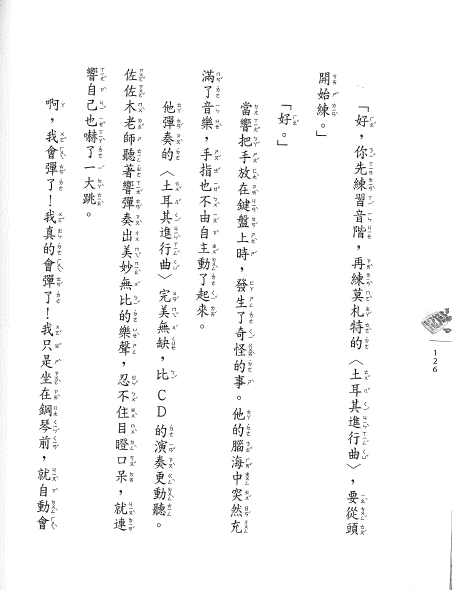 「好，你先練習音階，再練莫札特的〈土耳其進行曲〉，要從頭
開始練。」
「好。」
當響把手放在鍵盤上時，發生了奇怪的事。他的腦海中突然充
滿了音樂，手指也不由自主動了起來。
他彈奏的〈土耳其進行曲〉完美無缺，比CD的演奏更動聽。
佐佐木老師聽著響彈奏出美妙無比的樂聲，忍不住目瞪口呆，就連
響自己也嚇了一大跳。
啊，我會彈了！我真的會彈了！我只是坐在鋼琴前，就自動會
126